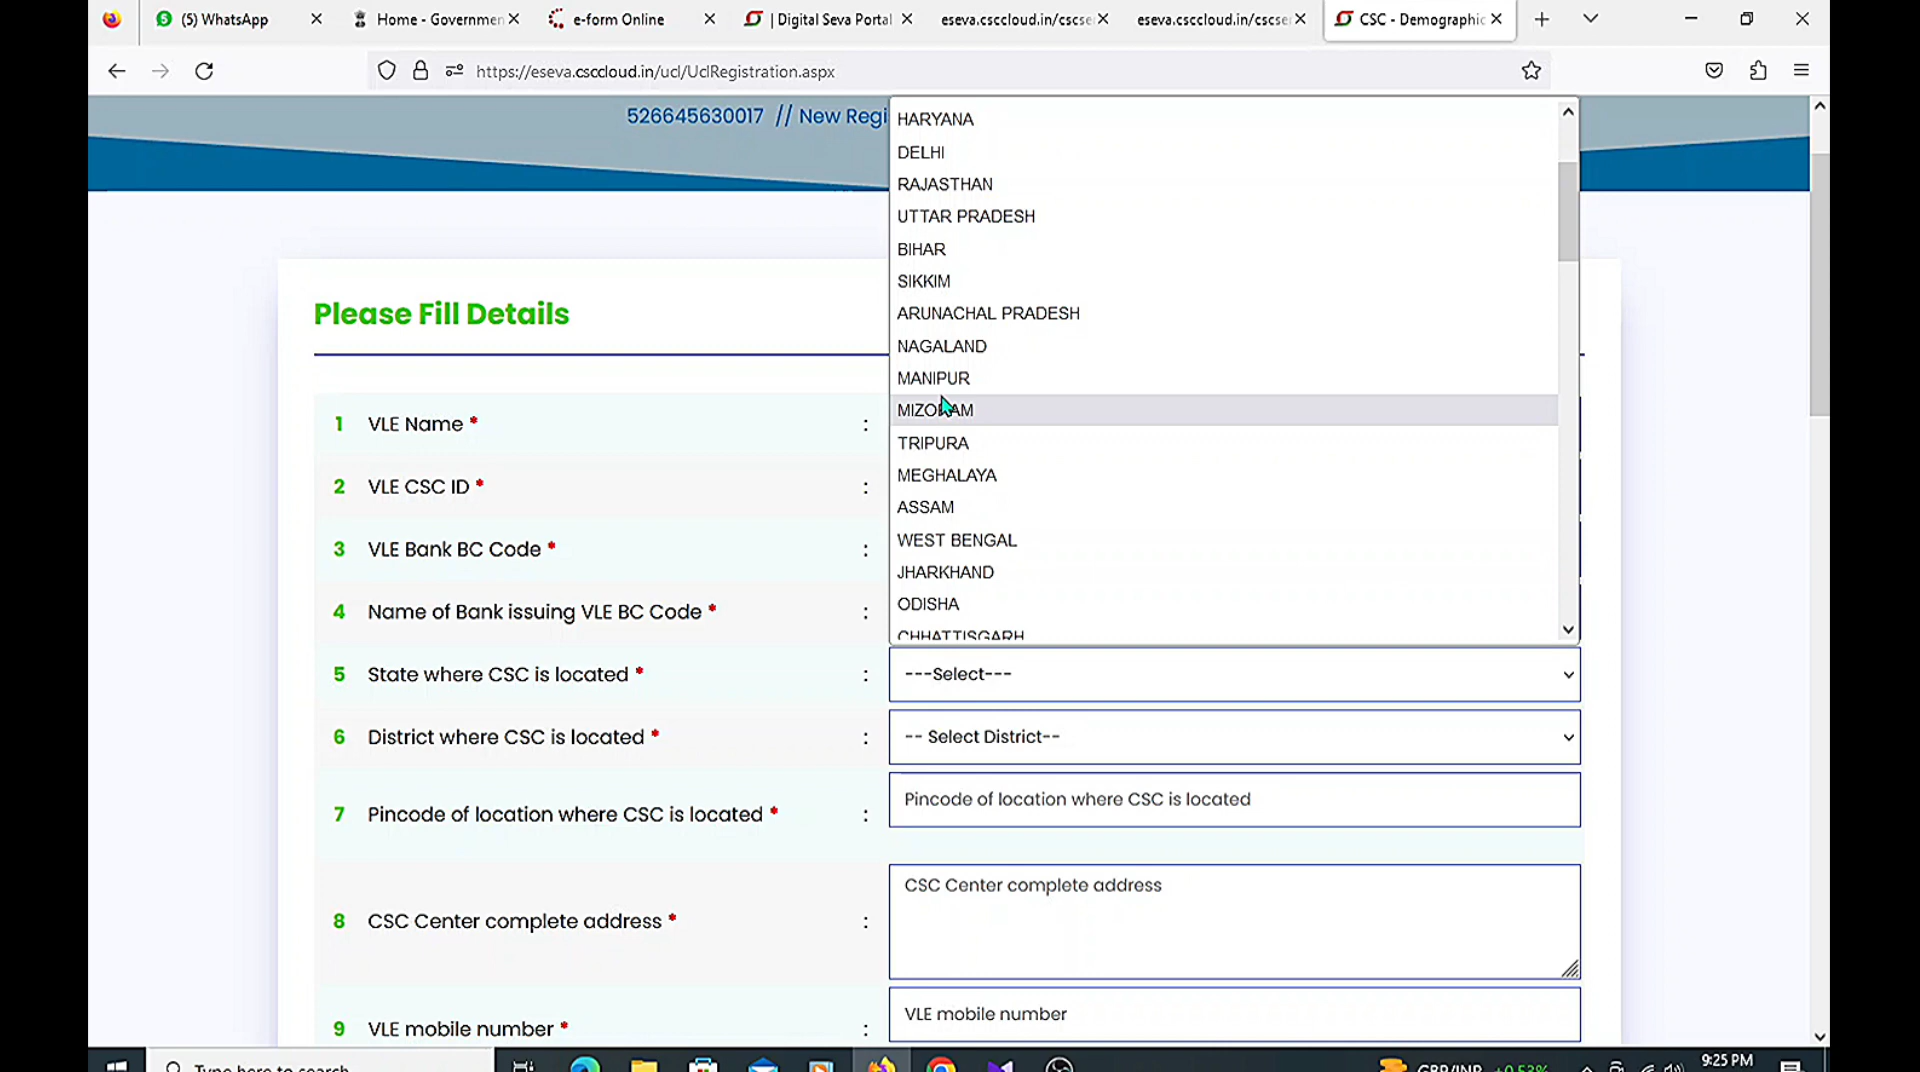 (5) WhatsApp
Home - Governmen
e-form Online
| Digital Seva Portal
eseva.csccloud.in/cscse
eseva.csccloud.in/cscse
CSC - Demographic
https://eseva.csccloud.in/ucl/UclRegistration.aspx
526645630017 // New Regi
HARYANA
DELHI
RAJASTHAN
UTTAR PRADESH
BIHAR
SIKKIM
ARUNACHAL PRADESH
NAGALAND
MANIPUR
MIZORAM
TRIPURA
MEGHALAYA
ASSAM
WEST BENGAL
JHARKHAND
ODISHA
CHHATTISGARH
Please Fill Details
1 VLE Name * :
2 VLE CSC ID * :
3 VLE Bank BC Code * :
4 Name of Bank issuing VLE BC Code * :
5 State where CSC is located * : ---Select---
6 District where CSC is located * : -- Select District--
7 Pincode of location where CSC is located * : Pincode of location where CSC is located
8 CSC Center complete address * : CSC Center complete address
9 VLE mobile number * : VLE mobile number
Type here to search
GBP/INR +0.53%
9:25 PM